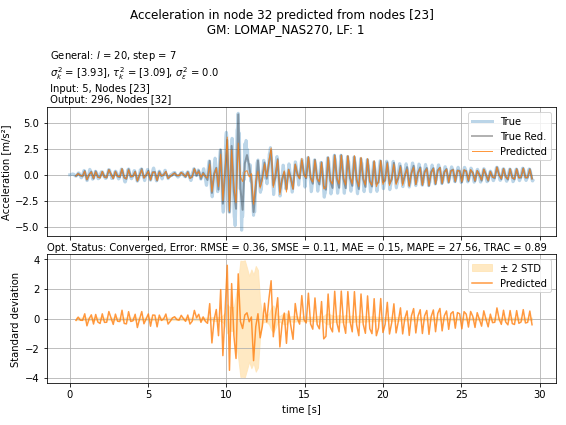 Acceleration in node 32 predicted from nodes [23]
GM: LOMAP_NAS270, LF: 1
General: l = 20, step = 7
σ²ₖ = [3.93], τ²ₖ = [3.09], σ²ε = 0.0
Input: 5, Nodes [23]
Output: 296, Nodes [32]
Acceleration [m/s²]
5.0
2.5
0.0
−2.5
−5.0
True
True Red.
Predicted
Opt. Status: Converged, Error: RMSE = 0.36, SMSE = 0.11, MAE = 0.15, MAPE = 27.56, TRAC = 0.89
Standard deviation
4
2
0
−2
−4
± 2 STD
Predicted
0
5
10
15
20
25
30
time [s]